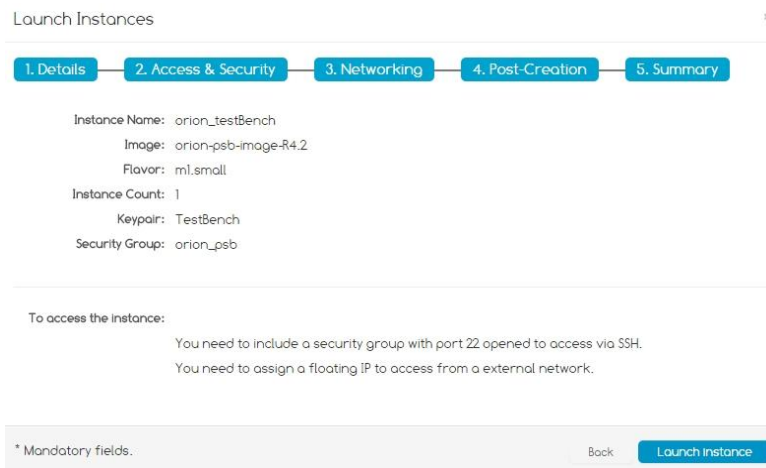 Launch Instances
1. Details 2. Access & Security 3. Networking 4. Post-Creation 5. Summary
Instance Name: orion_testBench
Image: orion-psb-image-R4.2
Flavor: m1.small
Instance Count: 1
Keypair: TestBench
Security Group: orion_psb
To access the instance:
You need to include a security group with port 22 opened to access via SSH.
You need to assign a floating IP to access from a external network.
* Mandatory fields.
Back Launch Instance